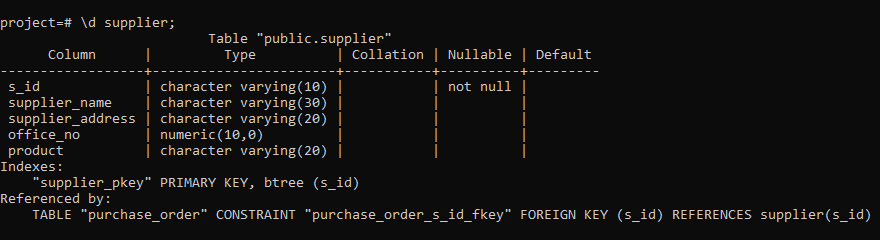 project=# \d supplier;
                          Table "public.supplier"
      Column      |         Type          | Collation | Nullable | Default
------------------+-----------------------+-----------+----------+---------
 s_id             | character varying(10) |           | not null |
 supplier_name    | character varying(30) |           |          |
 supplier_address | character varying(20) |           |          |
 office_no        | numeric(10,0)         |           |          |
 product          | character varying(20) |           |          |
Indexes:
    "supplier_pkey" PRIMARY KEY, btree (s_id)
Referenced by:
    TABLE "purchase_order" CONSTRAINT "purchase_order_s_id_fkey" FOREIGN KEY (s_id) REFERENCES supplier(s_id)